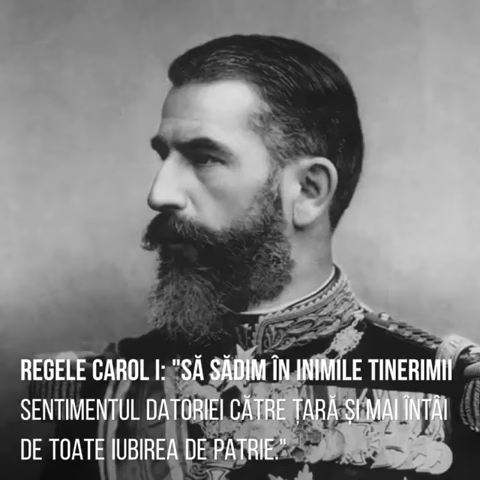 REGELE CAROL I: "SĂ SĂDIM ÎN INIMILE TINERIMII
SENTIMENTUL DATORIEI CĂTRE ȚARĂ ȘI MAI ÎNTÂI
DE TOATE IUBIREA DE PATRIE."